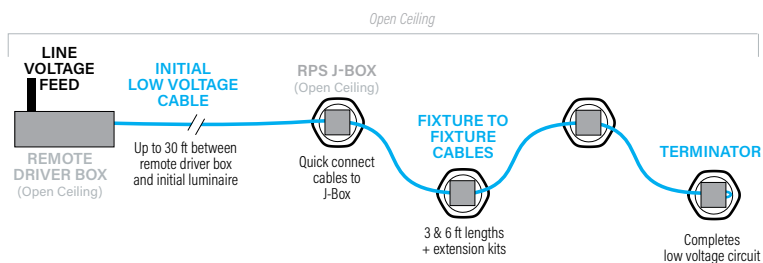 Open Ceiling
LINE
VOLTAGE
FEED
INITIAL
LOW VOLTAGE
CABLE
Up to 30 ft between
remote driver box
and initial luminaire
REMOTE
DRIVER BOX
(Open Ceiling)
RPS J-BOX
(Open Ceiling)
Quick connect
cables to
J-Box
FIXTURE TO
FIXTURE
CABLES
3 & 6 ft lengths
+ extension kits
TERMINATOR
Completes
low voltage circuit